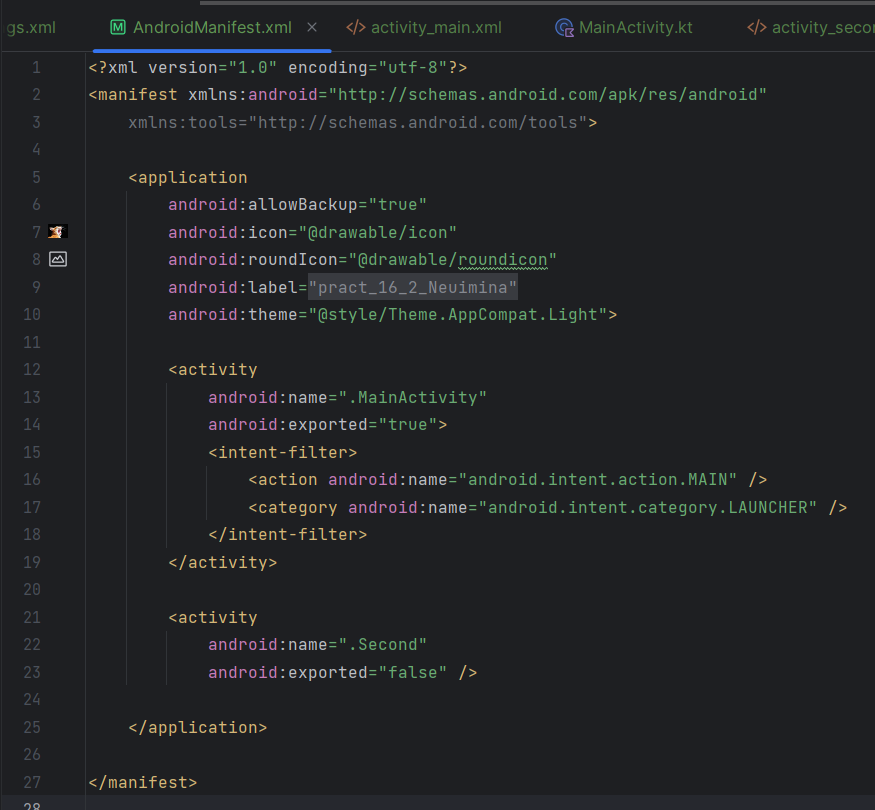 gs.xml AndroidManifest.xml activity_main.xml MainActivity.kt activity_secon
1 <?xml version="1.0" encoding="utf-8"?>
2 <manifest xmlns:android="http://schemas.android.com/apk/res/android"
3 xmlns:tools="http://schemas.android.com/tools">
4
5 <application
6 android:allowBackup="true"
7 android:icon="@drawable/icon"
8 android:roundIcon="@drawable/roundicon"
9 android:label="pract_16_2_Neuimina"
10 android:theme="@style/Theme.AppCompat.Light">
11
12 <activity
13 android:name=".MainActivity"
14 android:exported="true">
15 <intent-filter>
16 <action android:name="android.intent.action.MAIN" />
17 <category android:name="android.intent.category.LAUNCHER" />
18 </intent-filter>
19 </activity>
20
21 <activity
22 android:name=".Second"
23 android:exported="false" />
24
25 </application>
26
27 </manifest>
28